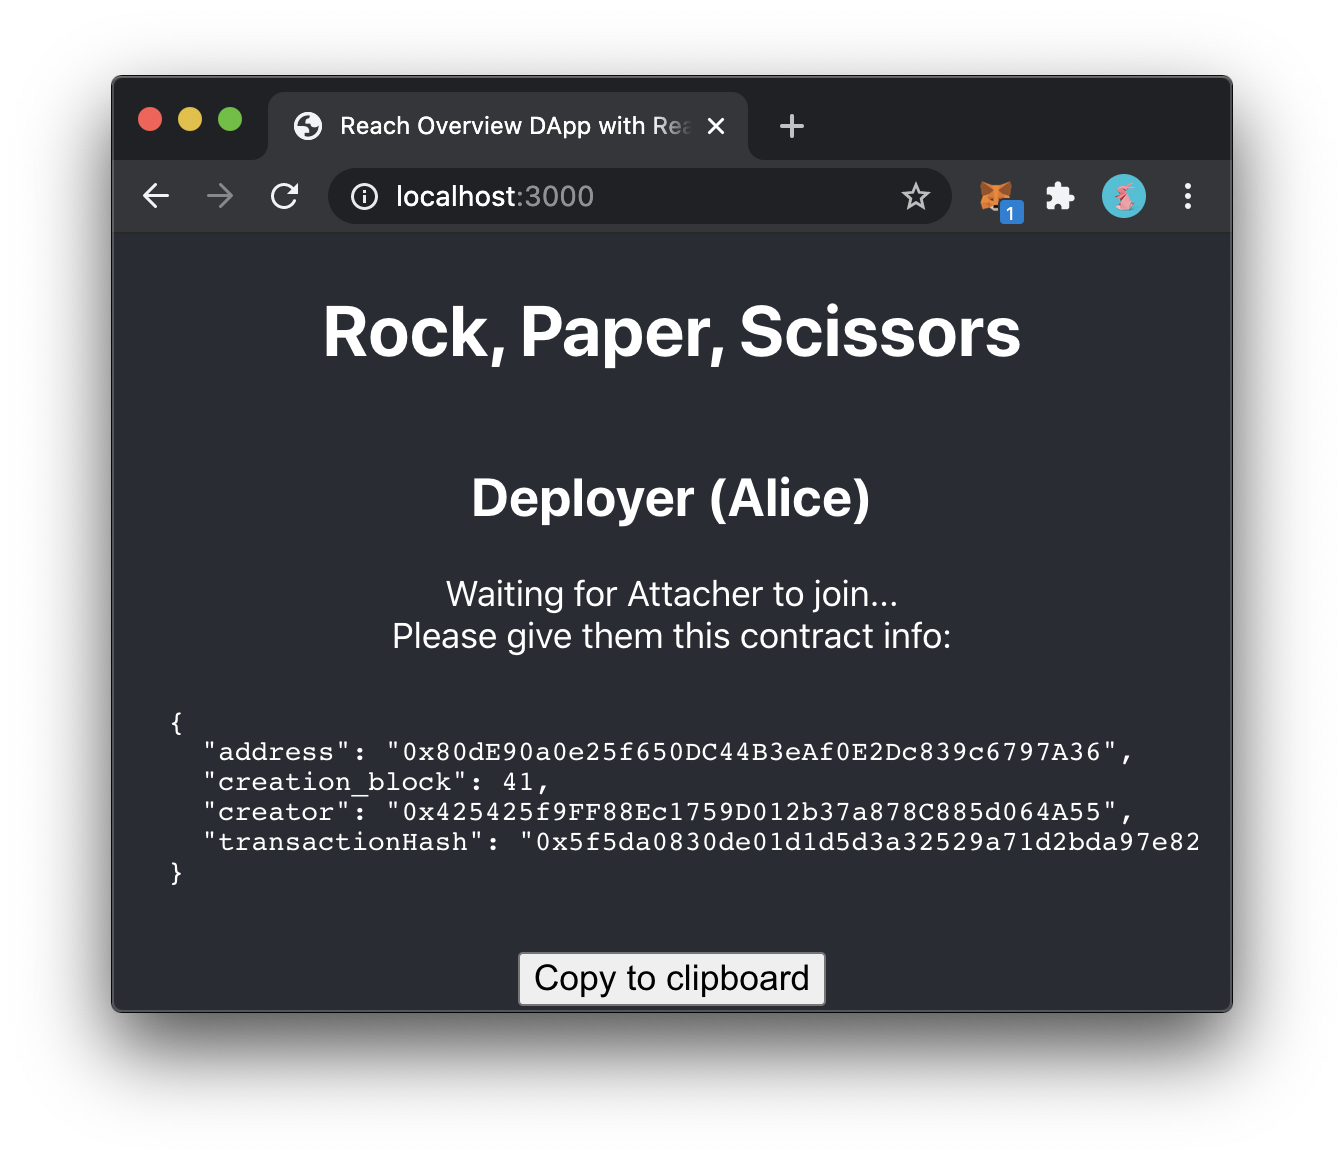 Reach Overview DApp with Rea
localhost:3000
1
Rock, Paper, Scissors
Deployer (Alice)
Waiting for Attacher to join...
Please give them this contract info:
{
"address": "0x80dE90a0e25f650DC44B3eAf0E2Dc839c6797A36",
"creation_block": 41,
"creator": "0x425425f9FF88Ec1759D012b37a878C885d064A55",
"transactionHash": "0x5f5da0830de01d1d5d3a32529a71d2bda97e82
}
Copy to clipboard